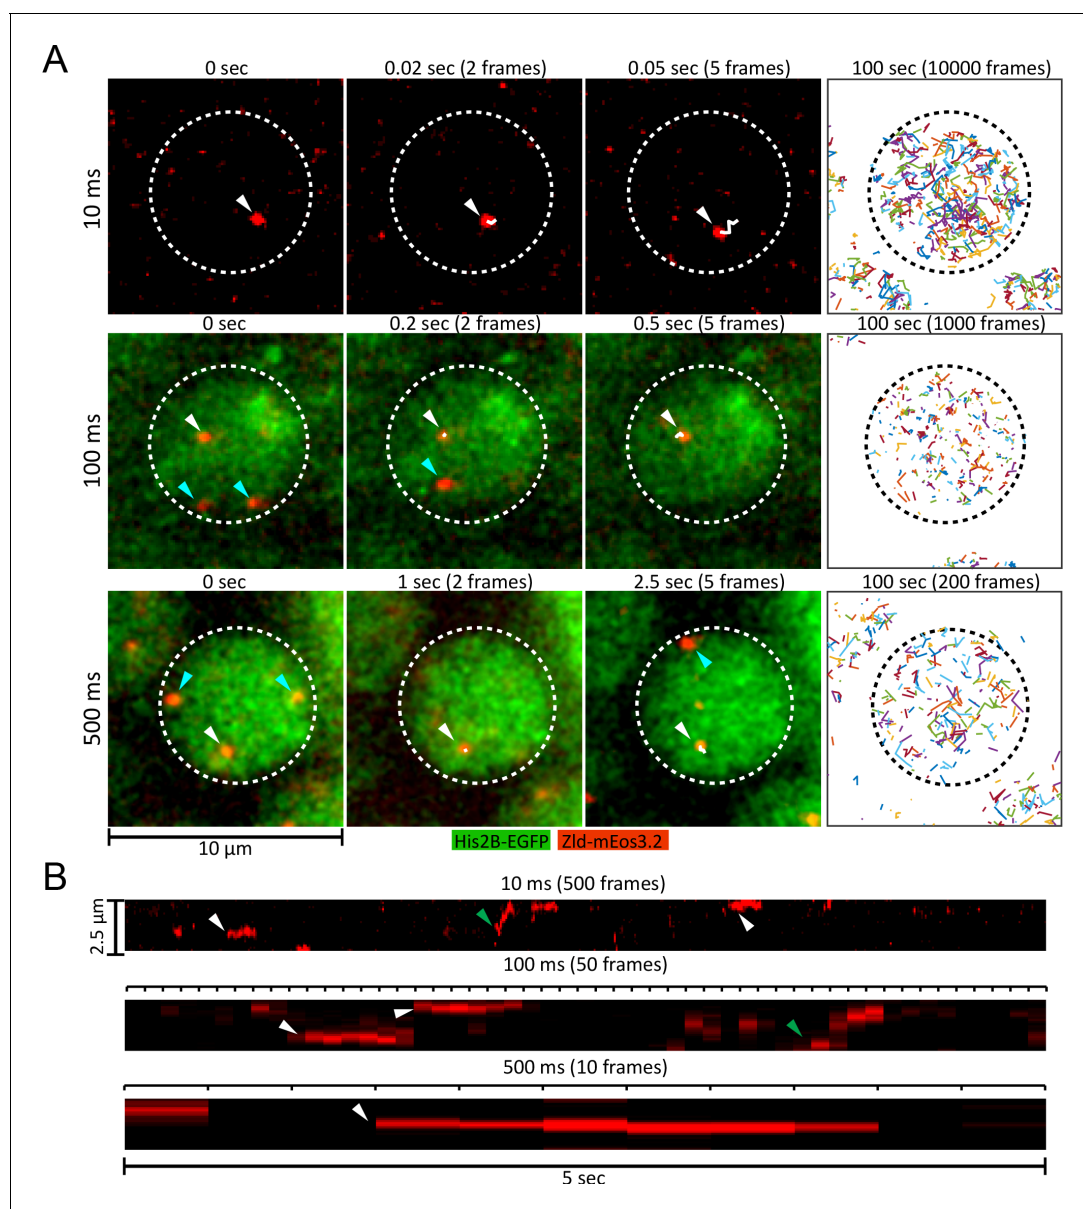 A
0 sec
0.02 sec (2 frames)
0.05 sec (5 frames)
100 sec (10000 frames)
10 ms
0 sec
0.2 sec (2 frames)
0.5 sec (5 frames)
100 sec (1000 frames)
100 ms
0 sec
1 sec (2 frames)
2.5 sec (5 frames)
100 sec (200 frames)
500 ms
10 μm
His2B-EGFP
Zld-mEos3.2
B
10 ms (500 frames)
2.5 μm
100 ms (50 frames)
500 ms (10 frames)
5 sec